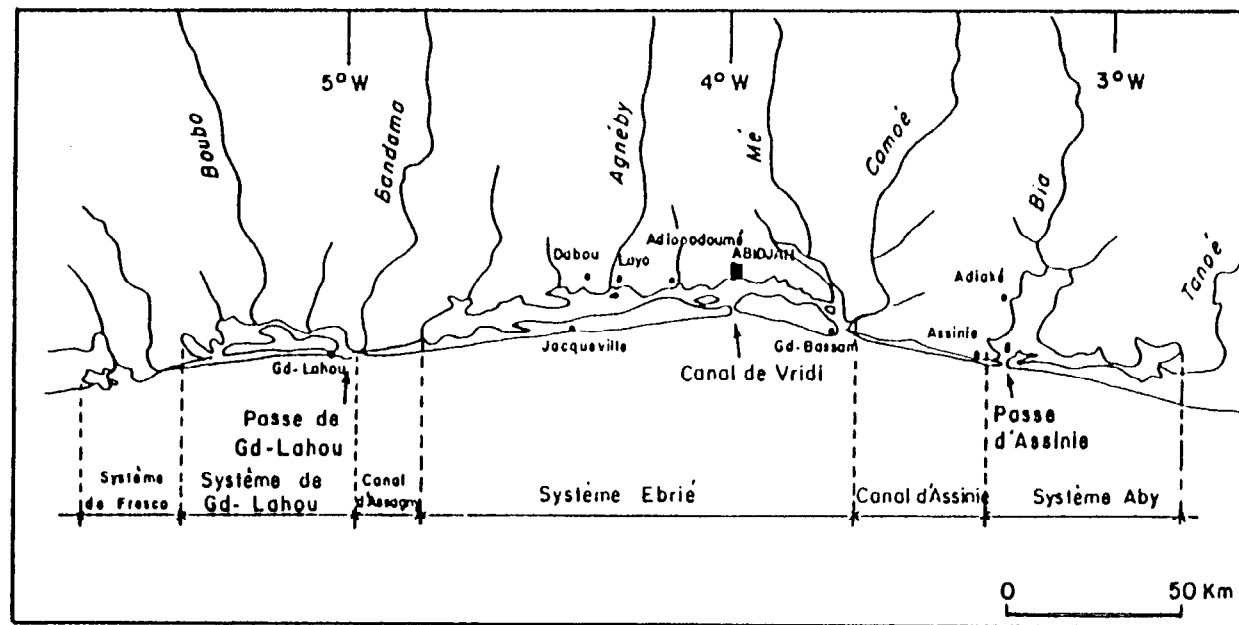 5° W
4° W
3° W
Boubo
Bandama
Agnéby
Mé
Comoé
Bia
Tanoé
Dabou
Layo
Adiopodoumé
ABIDJAN
Adiaké
Assinie
Jacqueville
Gd-Bassam
Gd-Lahou
Canal de Vridi
Passe de
Gd-Lahou
Passe
d'Assinie
Système
de Fresco
Système de
Gd-Lahou
Canal
d'Assagny
Système Ebrié
Canal d'Assinie
Système Aby
0 50 Km